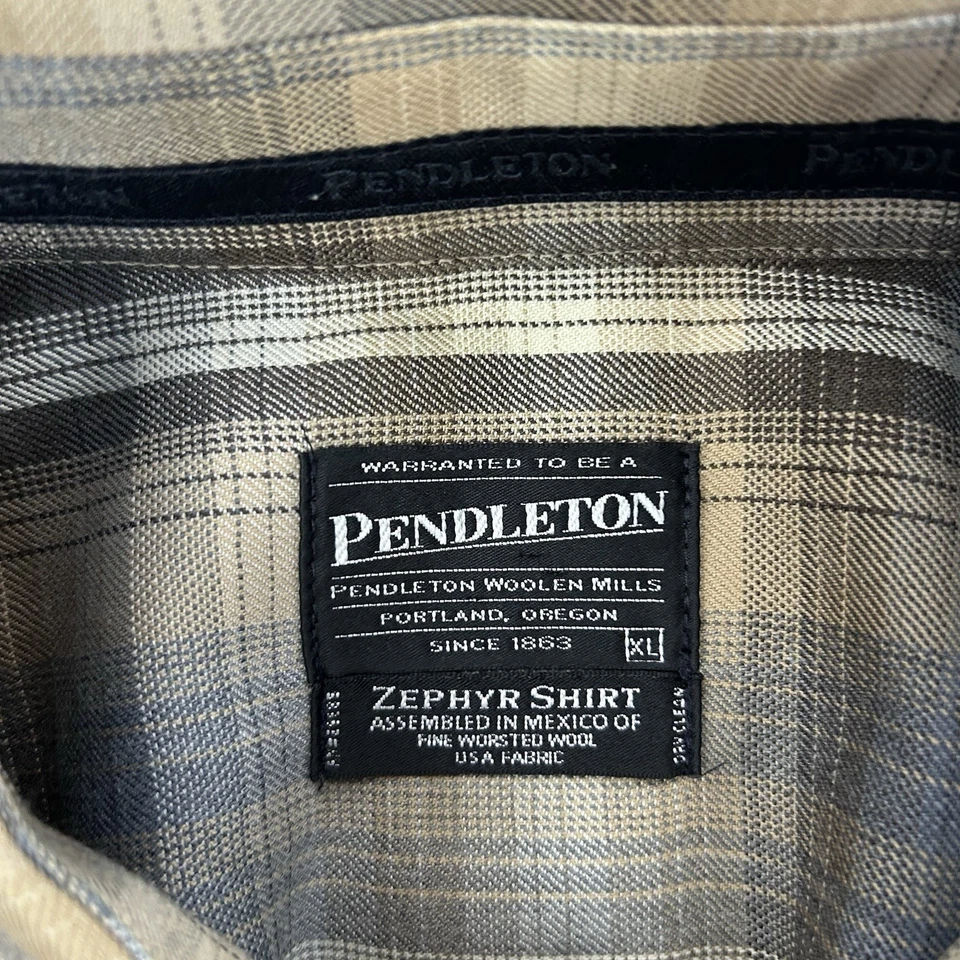 PENDLETON
WARRANTED TO BE A
PENDLETON
PENDLETON WOOLEN MILLS
PORTLAND, OREGON
SINCE 1863
XL
ZEPHYR SHIRT
ASSEMBLED IN MEXICO OF
FINE WORSTED WOOL
USA FABRIC
DRY CLEAN